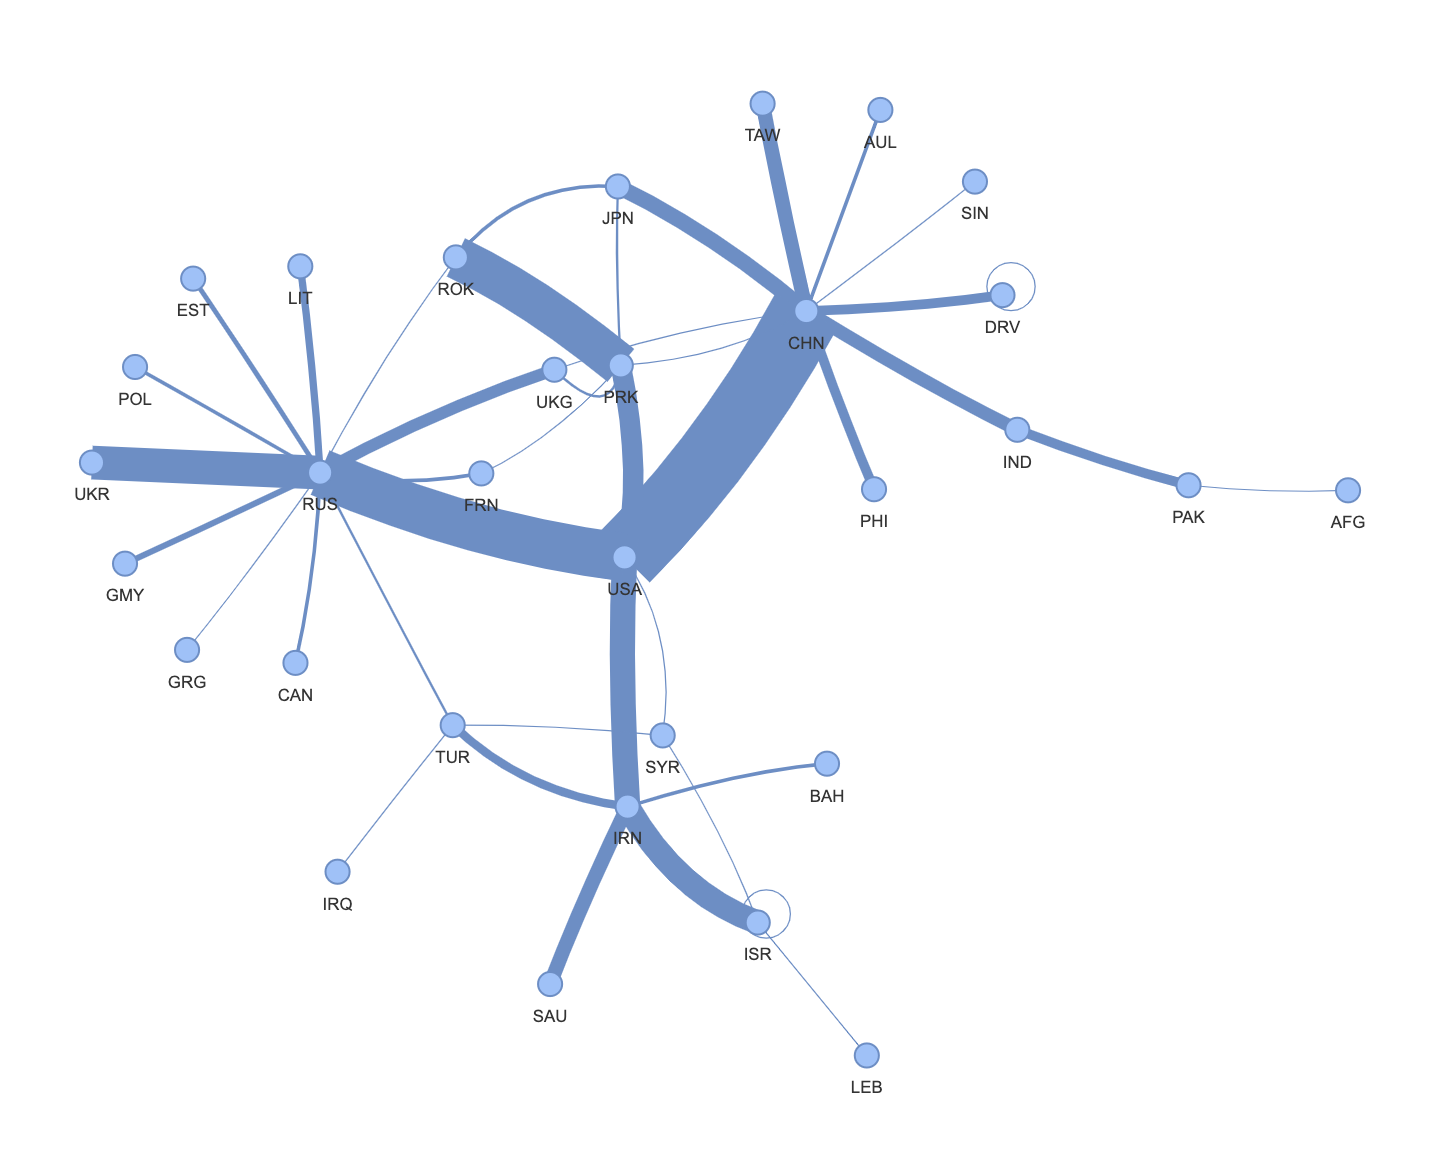 TAW
AUL
SIN
JPN
ROK
LIT
EST
DRV
CHN
POL
UKG
PRK
IND
UKR
RUS
FRN
PHI
PAK
AFG
USA
GMY
GRG
CAN
TUR
SYR
BAH
IRN
IRQ
ISR
SAU
LEB